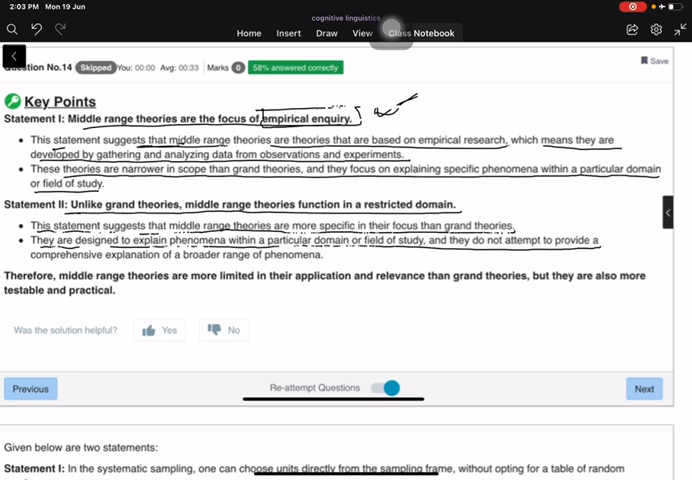 2:03 PM Mon 19 Jun
cognitive linguistics
Home Insert Draw View Class Notebook
Question No.14 Skipped You: 00:00 Avg: 00:33 Marks 0 58% answered correctly Save
Key Points
Statement I: Middle range theories are the focus of empirical enquiry.
This statement suggests that middle range theories are theories that are based on empirical research, which means they are
developed by gathering and analyzing data from observations and experiments.
These theories are narrower in scope than grand theories, and they focus on explaining specific phenomena within a particular domain
or field of study.
Statement II: Unlike grand theories, middle range theories function in a restricted domain.
This statement suggests that middle range theories are more specific in their focus than grand theories.
They are designed to explain phenomena within a particular domain or field of study, and they do not attempt to provide a
comprehensive explanation of a broader range of phenomena.
Therefore, middle range theories are more limited in their application and relevance than grand theories, but they are also more
testable and practical.
Was the solution helpful? Yes No
Previous Re-attempt Questions Next
Given below are two statements:
Statement I: In the systematic sampling, one can choose units directly from the sampling frame, without opting for a table of random